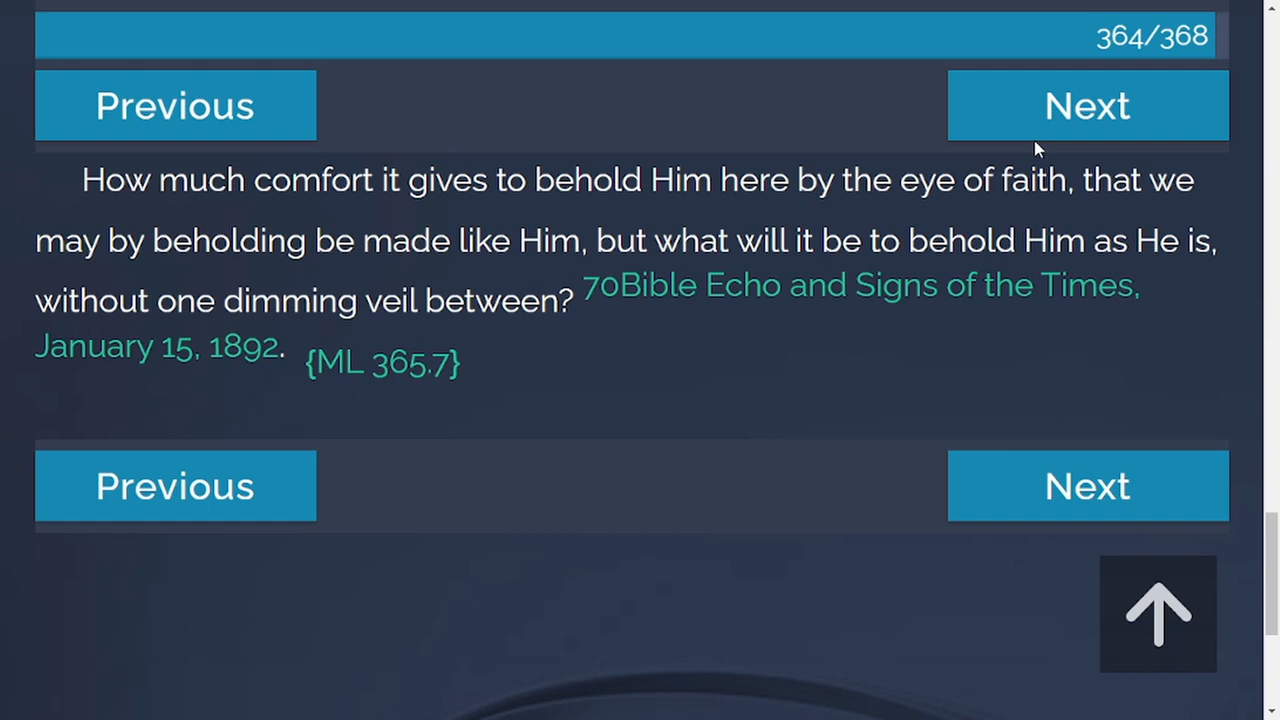 364/368
Previous
Next
How much comfort it gives to behold Him here by the eye of faith, that we
may by beholding be made like Him, but what will it be to behold Him as He is,
without one dimming veil between? 70Bible Echo and Signs of the Times,
January 15, 1892. {ML 365.7}
Previous
Next